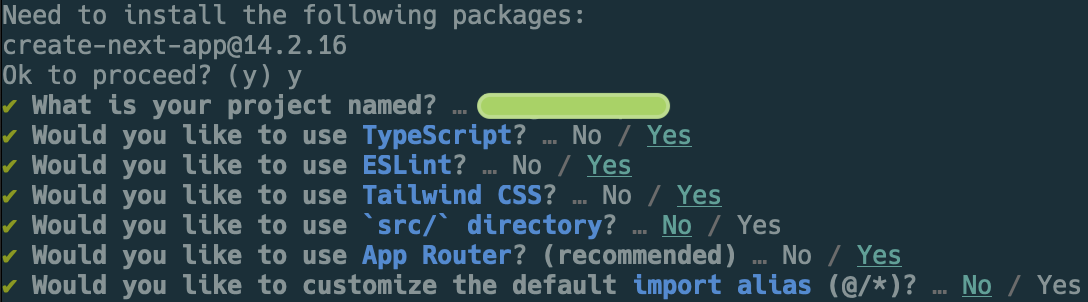 Need to install the following packages:
create-next-app@14.2.16
Ok to proceed? (y) y
✔ What is your project named? …
✔ Would you like to use TypeScript? … No / Yes
✔ Would you like to use ESLint? … No / Yes
✔ Would you like to use Tailwind CSS? … No / Yes
✔ Would you like to use `src/` directory? … No / Yes
✔ Would you like to use App Router? (recommended) … No / Yes
✔ Would you like to customize the default import alias (@/*)? … No / Yes